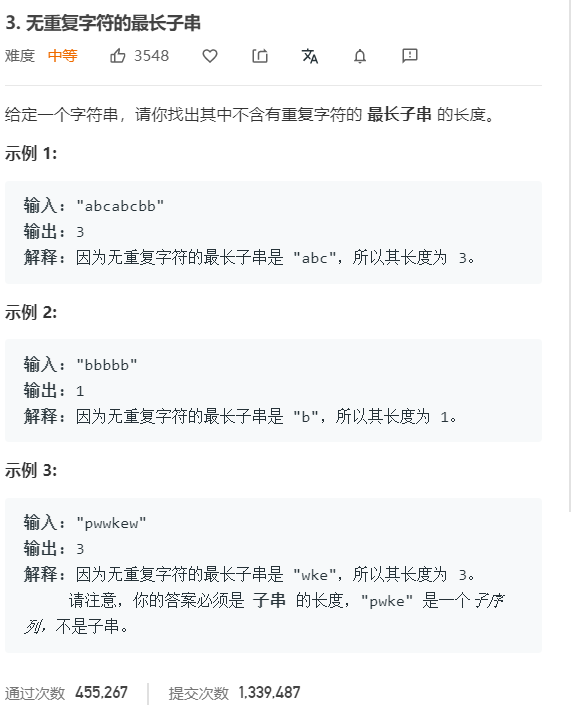 3. 无重复字符的最长子串
难度 中等 3548
给定一个字符串，请你找出其中不含有重复字符的 最长子串 的长度。
示例 1:
输入: "abcabcbb"
输出: 3
解释: 因为无重复字符的最长子串是 "abc"，所以其长度为 3。
示例 2:
输入: "bbbbb"
输出: 1
解释: 因为无重复字符的最长子串是 "b"，所以其长度为 1。
示例 3:
输入: "pwwkew"
输出: 3
解释: 因为无重复字符的最长子串是 "wke"，所以其长度为 3。
请注意，你的答案必须是 子串 的长度，"pwke" 是一个子序
列，不是子串。
通过次数 455,267 提交次数 1,339,487